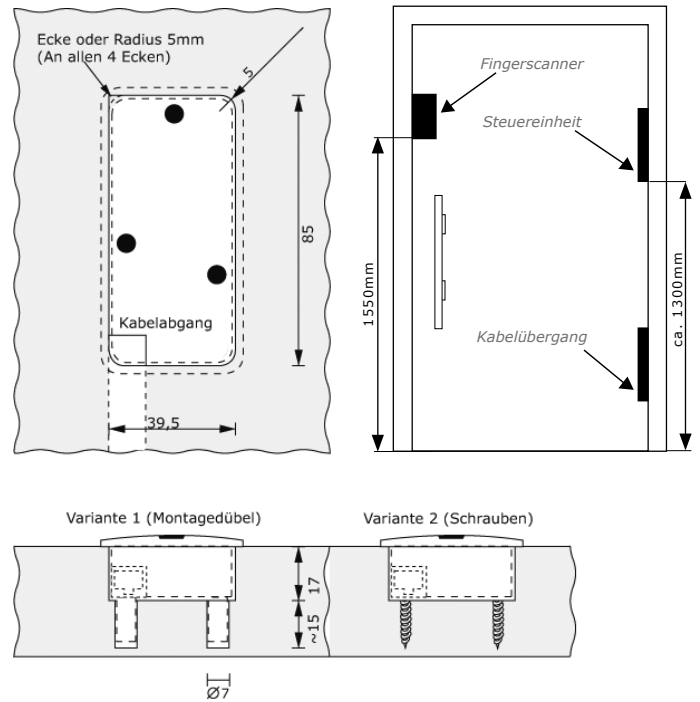 Ecke oder Radius 5mm
(An allen 4 Ecken)
5
85
Kabelabgang
39,5
Fingerscanner
Steuereinheit
1550mm
ca. 1300mm
Kabelübergang
Variante 1 (Montagedübel)
Variante 2 (Schrauben)
17
~15
Ø7